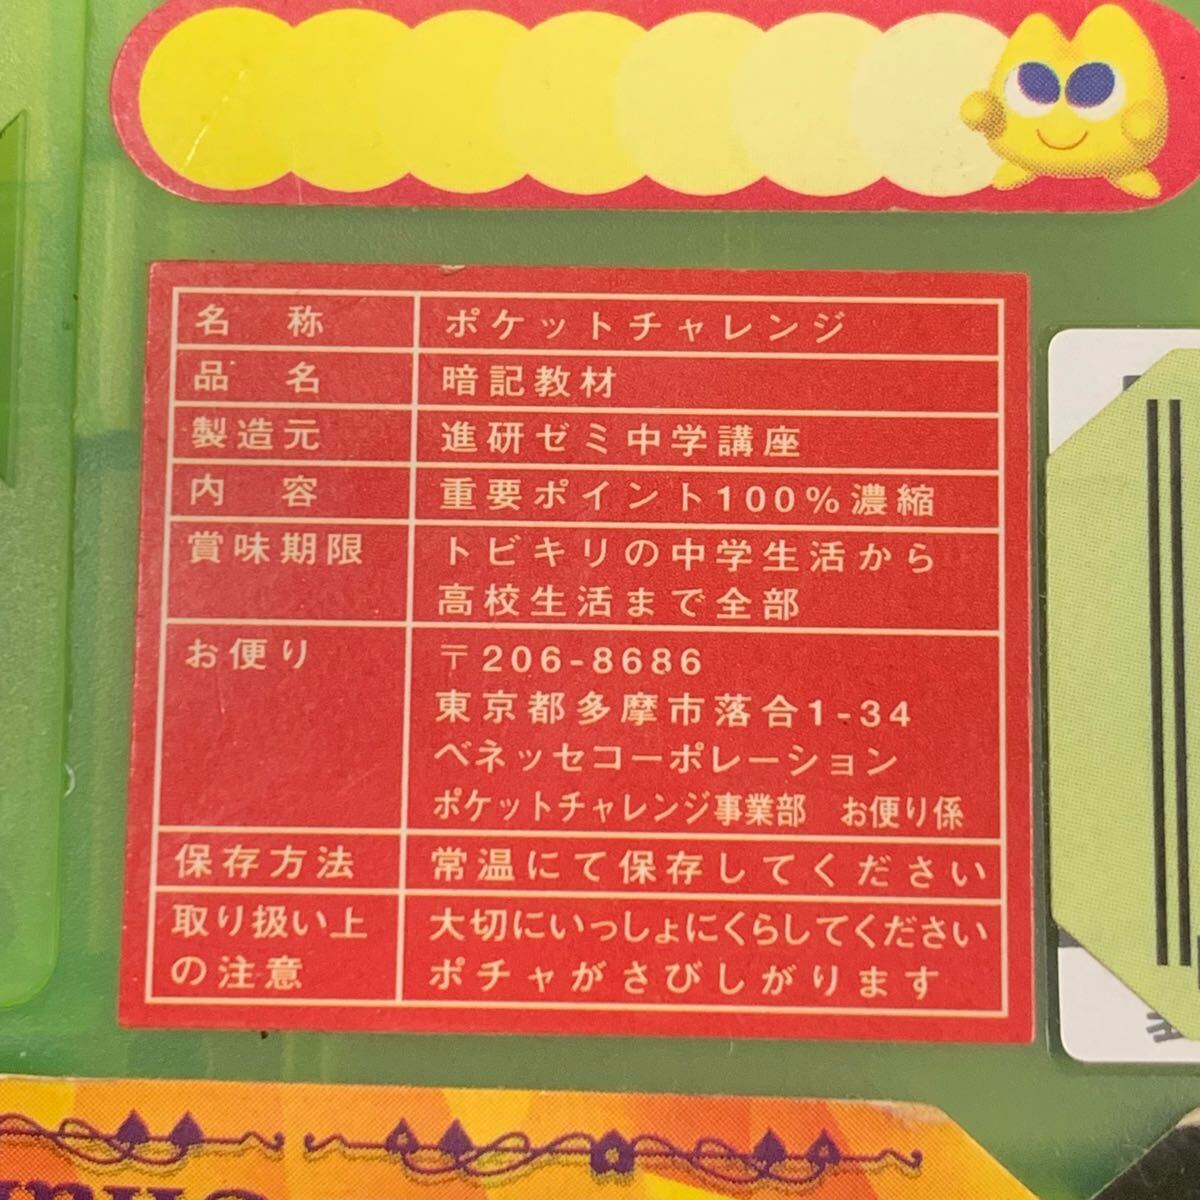 名 称 ポケットチャレンジ
品 名 暗記教材
製造元 進研ゼミ中学講座
内 容 重要ポイント100%濃縮
賞味期限 トビキリの中学生活から
高校生活まで全部
お便り 〒206-8686
東京都多摩市落合1-34
ベネッセコーポレーション
ポケットチャレンジ事業部 お便り係
保存方法 常温にて保存してください
取り扱い上 大切にいっしょにくらしてください
の注意 ポチャがさびしがります